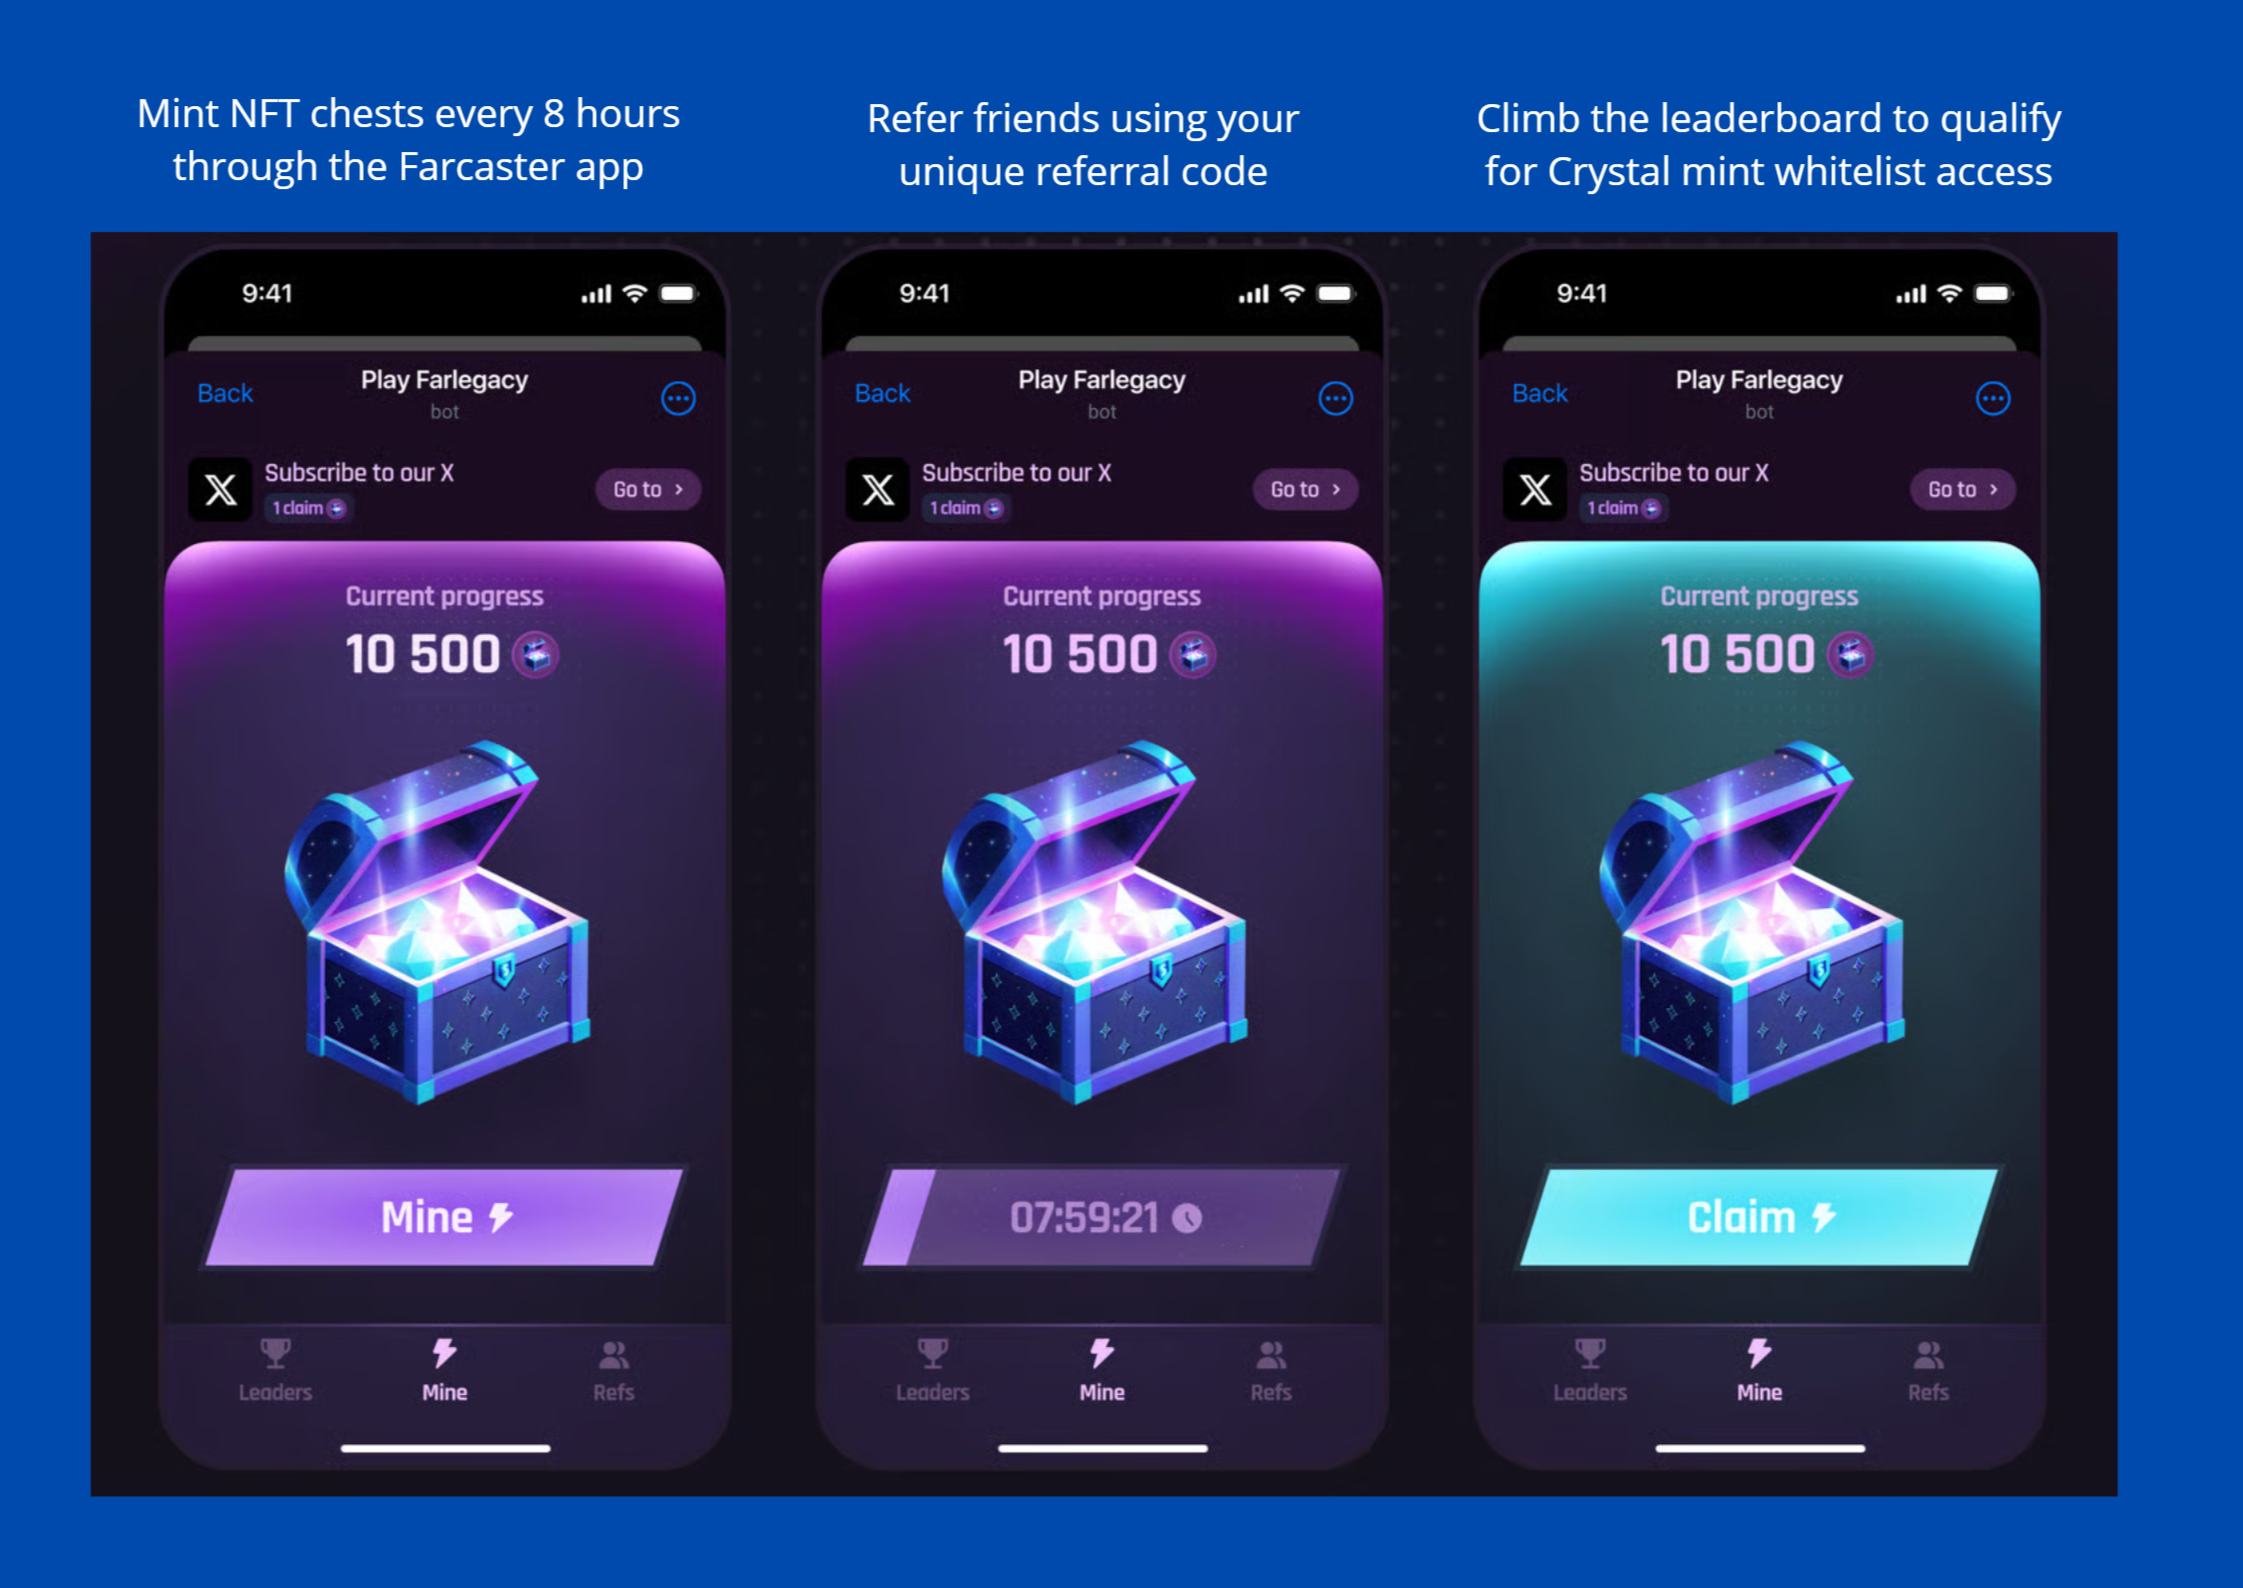 Mint NFT chests every 8 hours
through the Farcaster app
Refer friends using your
unique referral code
Climb the leaderboard to qualify
for Crystal mint whitelist access
9:41
Back
Play Farlegacy
bot
Subscribe to our X
1 claim
Go to >
Current progress
10 500
Mine
Leaders
Mine
Refs
9:41
Back
Play Farlegacy
bot
Subscribe to our X
1 claim
Go to >
Current progress
10 500
07:59:21
Leaders
Mine
Refs
9:41
Back
Play Farlegacy
bot
Subscribe to our X
1 claim
Go to >
Current progress
10 500
Claim
Leaders
Mine
Refs